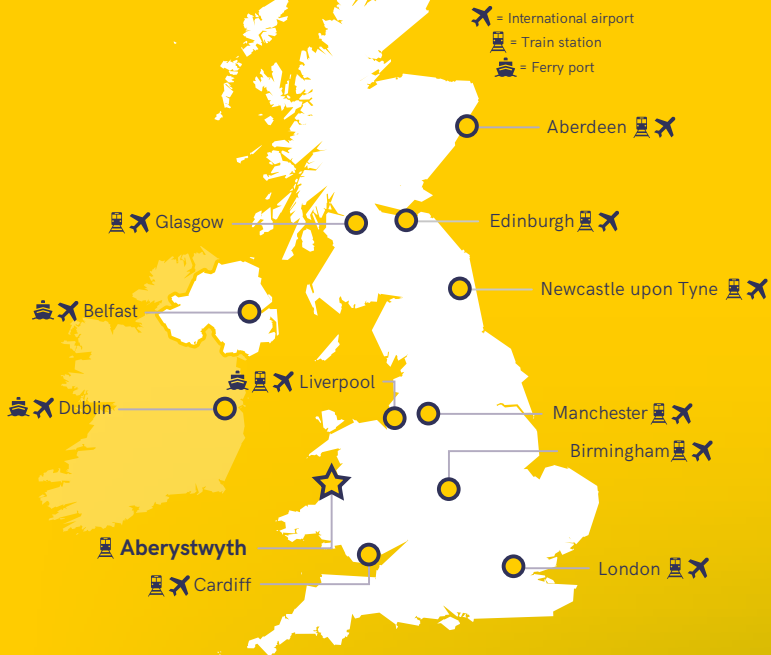 = International airport
= Train station
= Ferry port
Aberdeen
Glasgow
Edinburgh
Newcastle upon Tyne
Belfast
Liverpool
Dublin
Manchester
Birmingham
Aberystwyth
London
Cardiff